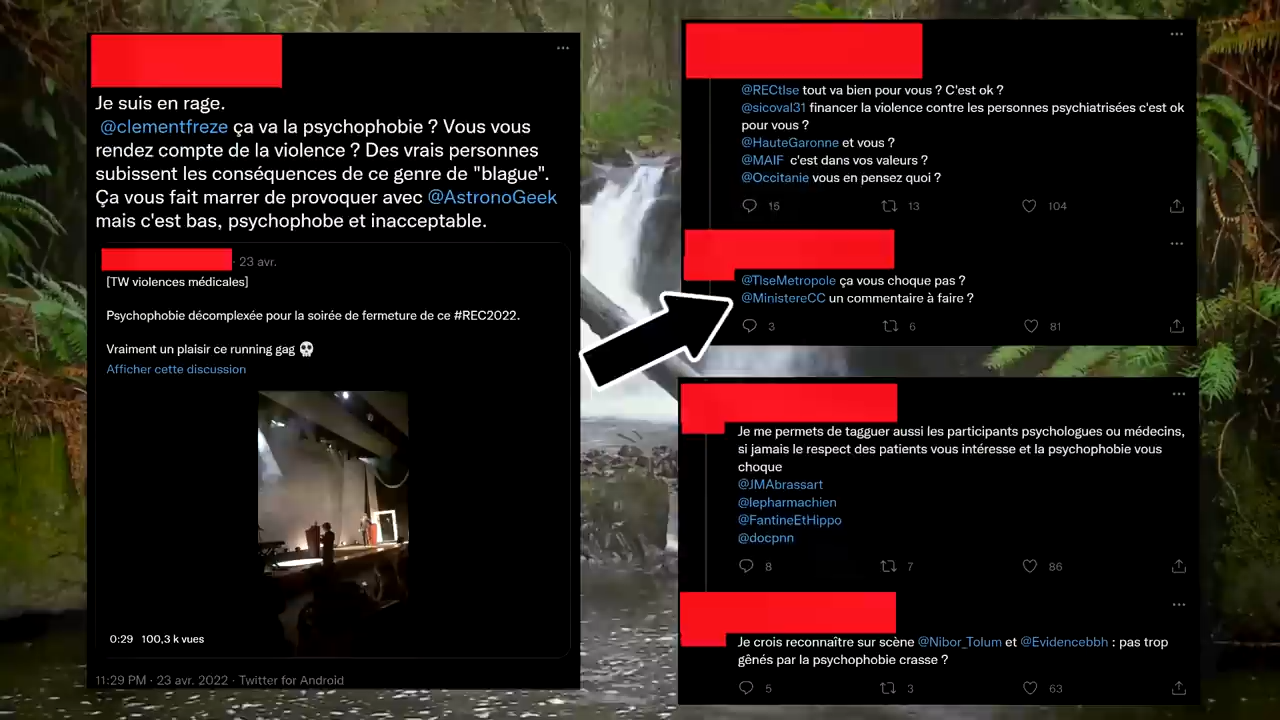 Je suis en rage.
@clementfreze ça va la psychophobie ? Vous vous
rendez compte de la violence ? Des vrais personnes
subissent les conséquences de ce genre de "blague".
Ça vous fait marrer de provoquer avec @AstronoGeek
mais c'est bas, psychophobe et inacceptable.
· 23 avr.
[TW violences médicales]
Psychophobie décomplexée pour la soirée de fermeture de ce #REC2022.
Vraiment un plaisir ce running gag 💀
Afficher cette discussion
0:29 100,3 k vues
11:29 PM · 23 avr. 2022 · Twitter for Android
@RECtlse tout va bien pour vous ? C'est ok ?
@sicoval31 financer la violence contre les personnes psychiatrisées c'est ok
pour vous ?
@HauteGaronne et vous ?
@MAIF c'est dans vos valeurs ?
@Occitanie vous en pensez quoi ?
15 13 104
@TlseMetropole ça vous choque pas ?
@MinistereCC un commentaire à faire ?
3 6 81
Je me permets de tagguer aussi les participants psychologues ou médecins,
si jamais le respect des patients vous intéresse et la psychophobie vous
choque
@JMAbrassart
@lepharmachien
@FantineEtHippo
@docpnn
8 7 86
Je crois reconnaître sur scène @Nibor_Tolum et @Evidencebbh : pas trop
gênés par la psychophobie crasse ?
5 3 63